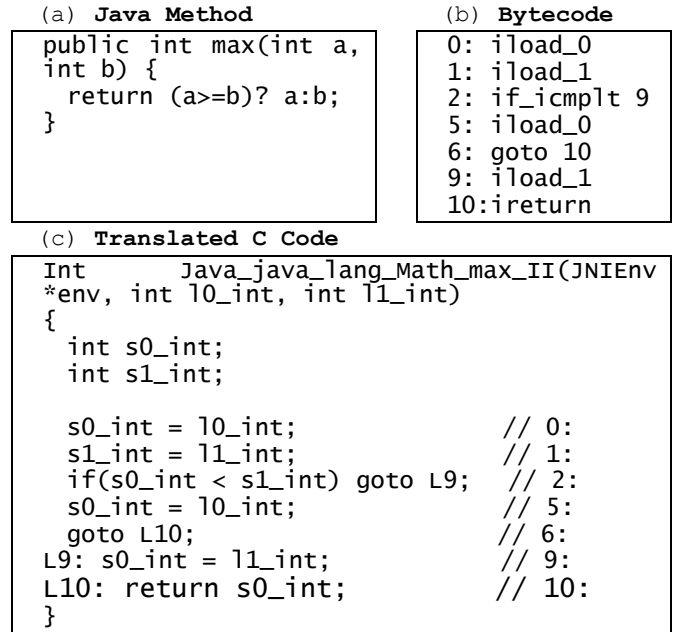 (a) Java Method
public int max(int a,
int b) {
return (a>=b)? a:b;
}
(b) Bytecode
0: iload_0
1: iload_1
2: if_icmplt 9
5: iload_0
6: goto 10
9: iload_1
10:ireturn
(c) Translated C Code
Int Java_java_lang_Math_max_II(JNIEnv
*env, int l0_int, int l1_int)
{
int s0_int;
int s1_int;
s0_int = l0_int; // 0:
s1_int = l1_int; // 1:
if(s0_int < s1_int) goto L9; // 2:
s0_int = l0_int; // 5:
goto L10; // 6:
L9: s0_int = l1_int; // 9:
L10: return s0_int; // 10:
}